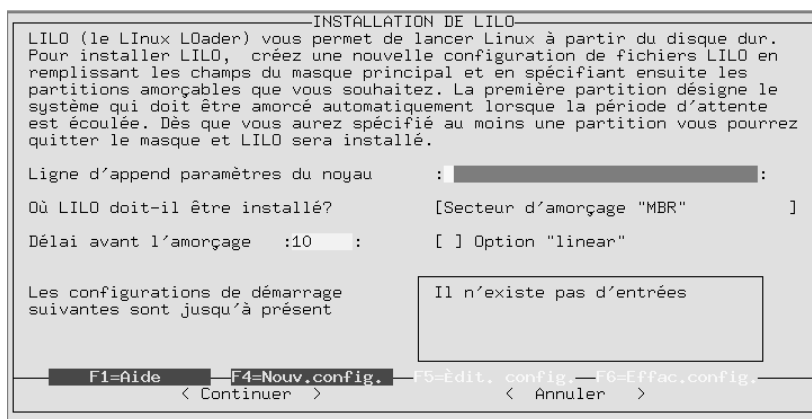 INSTALLATION DE LILO
LILO (le LInux LOader) vous permet de lancer Linux à partir du disque dur.
Pour installer LILO, créez une nouvelle configuration de fichiers LILO en
remplissant les champs du masque principal et en spécifiant ensuite les
partitions amorçables que vous souhaitez. La première partition désigne le
système qui doit être amorcé automatiquement lorsque la période d'attente
est écoulée. Dès que vous aurez spécifié au moins une partition vous pourrez
quitter le masque et LILO sera installé.
Ligne d'append paramètres du noyau : :
Où LILO doit-il être installé? [Secteur d'amorçage "MBR" ]
Délai avant l'amorçage :10 : [ ] Option "linear"
Les configurations de démarrage Il n'existe pas d'entrées
suivantes sont jusqu'à présent
F1=Aide F4=Nouv.config. F5=Èdit. config. F6=Effac.config.
< Continuer > < Annuler >